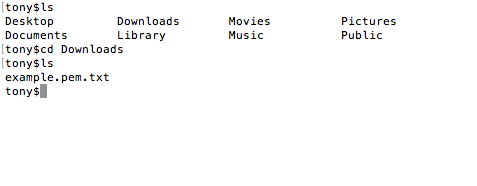 [tony$ls
Desktop Downloads Movies Pictures
Documents Library Music Public
[tony$cd Downloads
[tony$ls
example.pem.txt
tony$